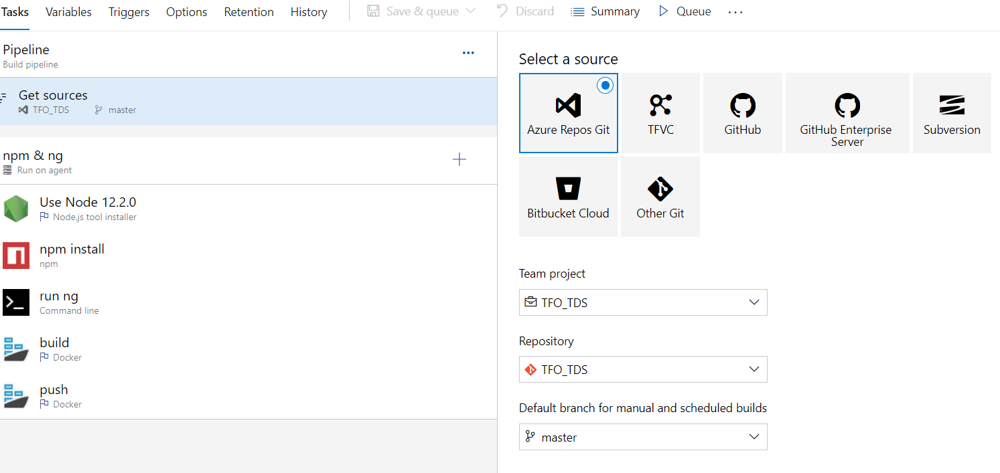 Tasks Variables Triggers Options Retention History Save & queue Discard Summary Queue ...
Pipeline
Build pipeline
Get sources
TFO_TDS master
npm & ng
Run on agent
Use Node 12.2.0
Node.js tool installer
npm install
npm
run ng
Command line
build
Docker
push
Docker
Select a source
Azure Repos Git
TFVC
GitHub
GitHub Enterprise
Server
Subversion
Bitbucket Cloud
Other Git
Team project
TFO_TDS
Repository
TFO_TDS
Default branch for manual and scheduled builds
master